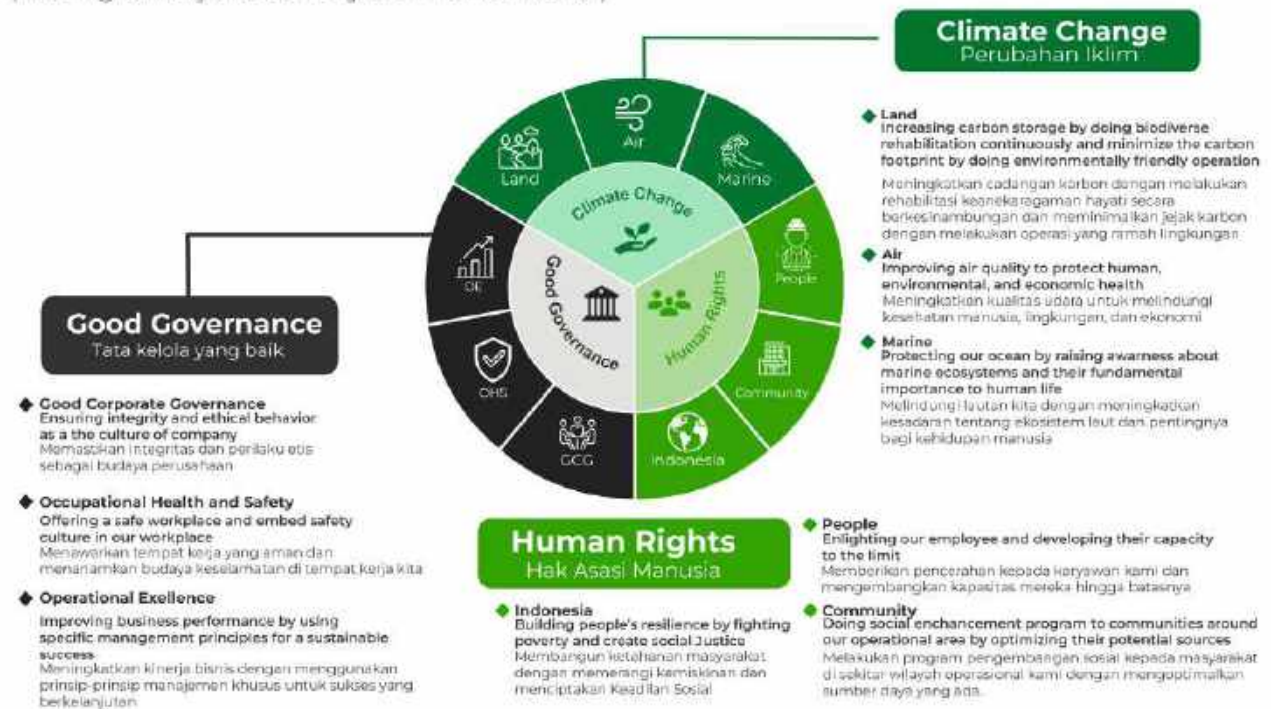 Climate Change
Perubahan Iklim
Land
Air
Marine
OE
OHS
GCG
People
Community
Indonesia
Climate Change
Good Governance
Human Rights
Land
Increasing carbon storage by doing biodiverse
rehabilitation continuously and minimize the carbon
footprint by doing environmentally friendly operation
Meningkatkan cadangan karbon dengan melakukan
rehabilitasi keanekaragaman hayati secara
berkesinambungan dan meminimalkan jejak karbon
dengan melakukan operasi yang ramah lingkungan
Air
Improving air quality to protect human,
environmental, and economic health
Meningkatkan kualitas udara untuk melindungi
kesehatan manusia, lingkungan, dan ekonomi
Marine
Protecting our ocean by raising awarness about
marine ecosystems and their fundamental
importance to human life
Melindungi lautan kita dengan meningkatkan
kesadaran tentang ekosistem laut dan pentingnya
bagi kehidupan manusia
Good Governance
Tata kelola yang baik
Good Corporate Governance
Ensuring integrity and ethical behavior
as a the culture of company
Memastikan integritas dan perilaku etis
sebagai budaya perusahaan
Occupational Health and Safety
Offering a safe workplace and embed safety
culture in our workplace
Menawarkan tempat kerja yang aman dan
menanamkan budaya keselamatan di tempat kerja kita
Operational Exellence
Improving business performance by using
specific management principles for a sustainable
success
Meningkatkan kinerja bisnis dengan menggunakan
prinsip-prinsip manajemen khusus untuk sukses yang
berkelanjutan
Human Rights
Hak Asasi Manusia
Indonesia
Building people's resilience by fighting
poverty and create social Justice
Membangun ketahanan masyarakat
dengan memerangi kemiskinan dan
menciptakan Keadilan Sosial
People
Enlighting our employee and developing their capacity
to the limit
Memberikan pencerahan kepada karyawan kami dan
mengembangkan kapasitas mereka hingga batasnya
Community
Doing social enchancement program to communities around
our operational area by optimizing their potential sources
Melakukan program pengembangan sosial kepada masyarakat
di sekitar wilayah operasional kami dengan mengoptimalkan
sumber daya yang ada.